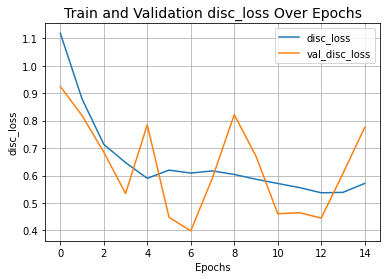 Train and Validation disc_loss Over Epochs
disc_loss
val_disc_loss
disc_loss
1.1
1.0
0.9
0.8
0.7
0.6
0.5
0.4
0 2 4 6 8 10 12 14
Epochs